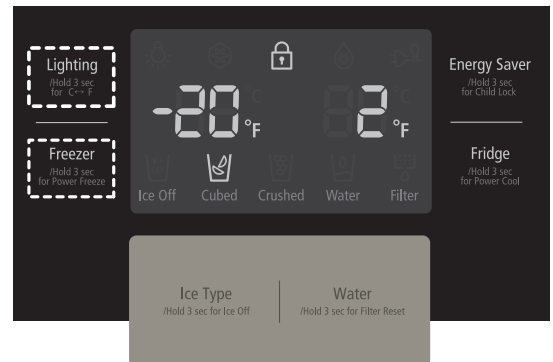 Lighting
/Hold 3 sec
for C↔ F
Freezer
/Hold 3 sec
for Power Freeze
-20 °F
2 °F
C
C
Ice Off
Cubed
Crushed
Water
Filter
Energy Saver
/Hold 3 sec
for Child Lock
Fridge
/Hold 3 sec
for Power Cool
Ice Type
/Hold 3 sec for Ice Off
Water
/Hold 3 sec for Filter Reset